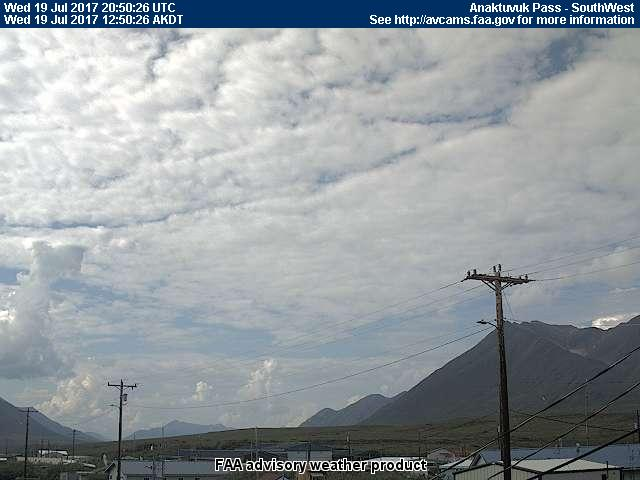 Wed 19 Jul 2017 20:50:26 UTC
Anaktuvuk Pass - SouthWest
Wed 19 Jul 2017 12:50:26 AKDT
See http://avcams.faa.gov for more information
FAA advisory weather product